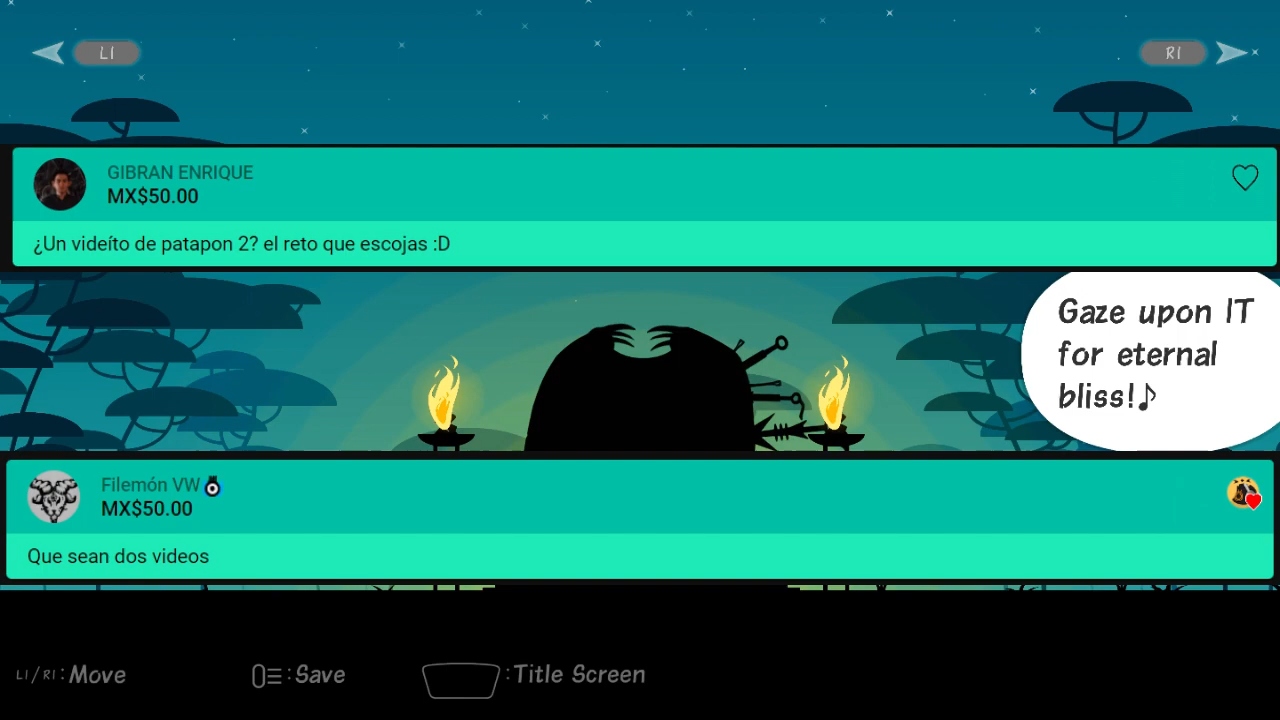 L1
R1
GIBRAN ENRIQUE
MX$50.00
¿Un videíto de patapon 2? el reto que escojas :D
Gaze upon IT
for eternal
bliss!♪
Filemón VW
MX$50.00
Que sean dos videos
L1/R1:Move
:Save
:Title Screen